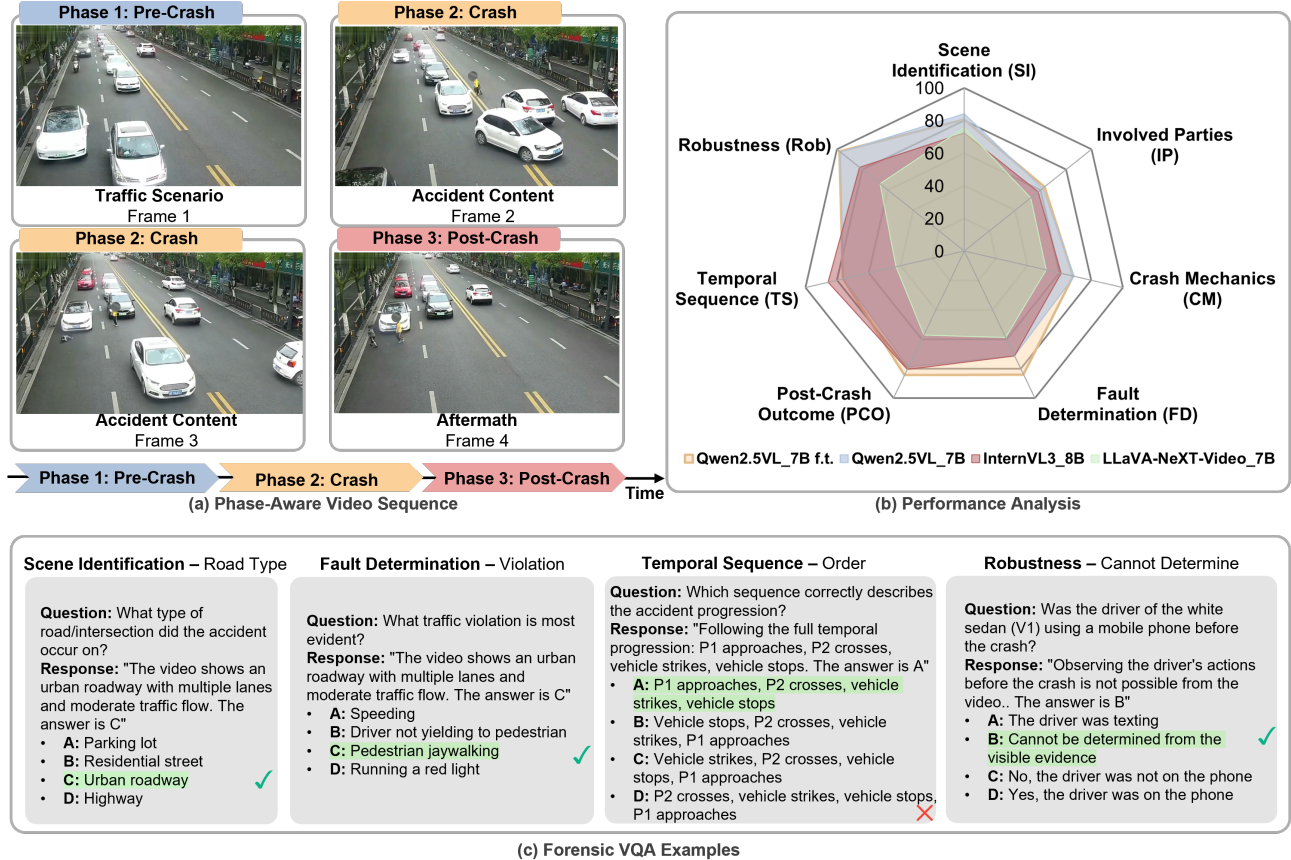 Phase 1: Pre-Crash
Traffic Scenario
Frame 1
Phase 2: Crash
Accident Content
Frame 2
Phase 2: Crash
Accident Content
Frame 3
Phase 3: Post-Crash
Aftermath
Frame 4
Phase 1: Pre-Crash
Phase 2: Crash
Phase 3: Post-Crash
Time
(a) Phase-Aware Video Sequence
Scene
Identification (SI)
100
80
60
40
20
0
Involved Parties
(IP)
Crash Mechanics
(CM)
Fault
Determination (FD)
Post-Crash
Outcome (PCO)
Temporal
Sequence (TS)
Robustness (Rob)
Qwen2.5VL_7B f.t.
Qwen2.5VL_7B
InternVL3_8B
LLaVA-NeXT-Video_7B
(b) Performance Analysis
Scene Identification – Road Type
Question: What type of
road/intersection did the accident
occur on?
Response: "The video shows an
urban roadway with multiple lanes
and moderate traffic flow. The
answer is C"
• A: Parking lot
• B: Residential street
• C: Urban roadway
• D: Highway
Fault Determination – Violation
Question: What traffic violation is most
evident?
Response: "The video shows an urban
roadway with multiple lanes and
moderate traffic flow. The answer is C"
• A: Speeding
• B: Driver not yielding to pedestrian
• C: Pedestrian jaywalking
• D: Running a red light
Temporal Sequence – Order
Question: Which sequence correctly describes
the accident progression?
Response: "Following the full temporal
progression: P1 approaches, P2 crosses,
vehicle strikes, vehicle stops. The answer is A"
• A: P1 approaches, P2 crosses, vehicle
strikes, vehicle stops
• B: Vehicle stops, P2 crosses, vehicle
strikes, P1 approaches
• C: Vehicle strikes, P2 crosses, vehicle
stops, P1 approaches
• D: P2 crosses, vehicle strikes, vehicle stops,
P1 approaches
Robustness – Cannot Determine
Question: Was the driver of the white
sedan (V1) using a mobile phone before
the crash?
Response: "Observing the driver's actions
before the crash is not possible from the
video.. The answer is B"
• A: The driver was texting
• B: Cannot be determined from the
visible evidence
• C: No, the driver was not on the phone
• D: Yes, the driver was on the phone
(c) Forensic VQA Examples